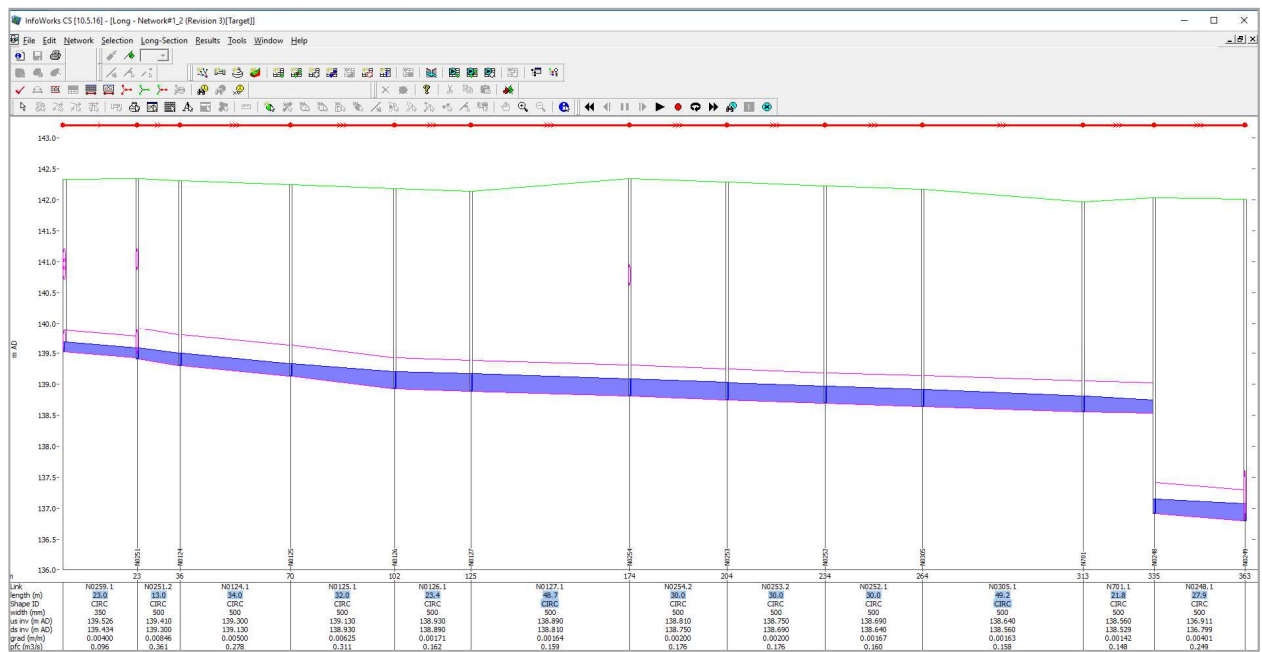 InfoWorks CS [10.5.16] - [Long - Network#1_2 (Revision 3)[Target]]
File Edit Network Selection Long-Section Results Tools Window Help
143.0
142.5
142.0
141.5
141.0
140.5
140.0
139.5
139.0
138.5
138.0
137.5
137.0
136.5
136.0
m AD
N0251 N0124 N0125 N0126 N0127 N0254 N0253 N0252 N0305 N701 N0248 N0249
m 23 36 70 102 125 174 204 234 264 313 335 363
Link N0259.1 N0251.2 N0124.1 N0125.1 N0126.1 N0127.1 N0254.2 N0253.2 N0252.1 N0305.1 N701.1 N0248.1
length (m) 23.0 13.0 34.0 32.0 23.4 48.7 30.0 30.0 30.0 49.2 21.8 27.9
Shape ID CIRC CIRC CIRC CIRC CIRC CIRC CIRC CIRC CIRC CIRC CIRC CIRC
width (mm) 350 500 500 500 500 500 500 500 500 500 500 500
us inv (m AD) 139.526 139.410 139.300 139.130 138.930 138.890 138.810 138.750 138.690 138.640 138.560 136.911
ds inv (m AD) 139.434 139.300 139.130 138.930 138.890 138.810 138.750 138.690 138.640 138.560 138.529 136.799
grad (m/m) 0.00400 0.00846 0.00500 0.00625 0.00171 0.00164 0.00200 0.00200 0.00167 0.00163 0.00142 0.00401
pfc (m3/s) 0.096 0.361 0.278 0.311 0.162 0.159 0.176 0.176 0.160 0.158 0.148 0.249